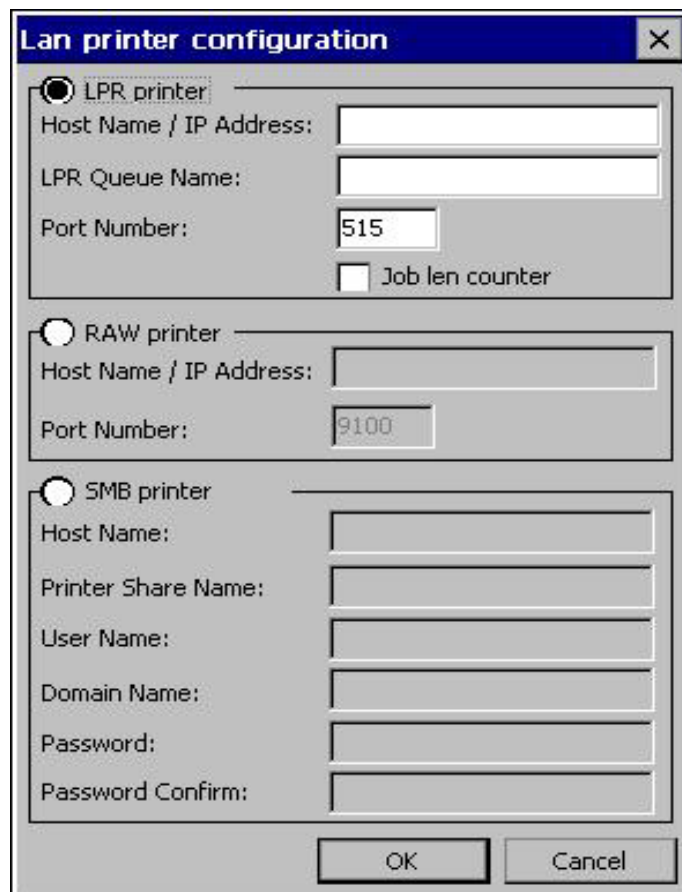 Lan printer configuration
LPR printer
Host Name / IP Address:
LPR Queue Name:
Port Number: 515
Job len counter
RAW printer
Host Name / IP Address:
Port Number: 9100
SMB printer
Host Name:
Printer Share Name:
User Name:
Domain Name:
Password:
Password Confirm:
OK Cancel